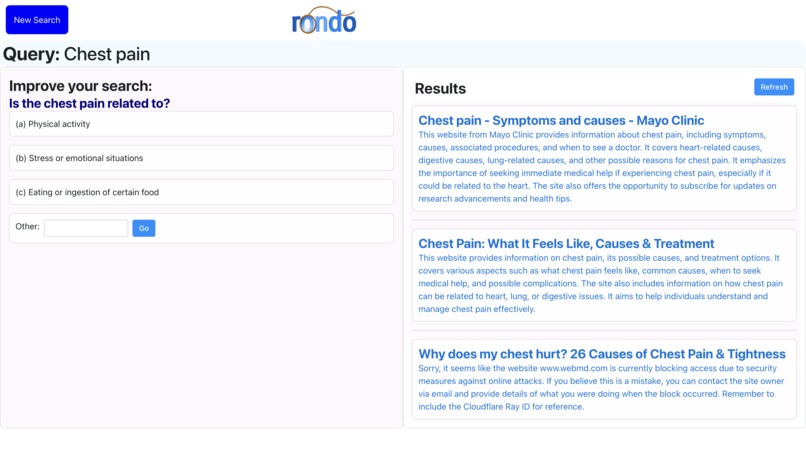 New Search
rondo
Query: Chest pain
Improve your search:
Is the chest pain related to?
(a) Physical activity
(b) Stress or emotional situations
(c) Eating or ingestion of certain food
Other:
Go
Results
Refresh
Chest pain - Symptoms and causes - Mayo Clinic
This website from Mayo Clinic provides information about chest pain, including symptoms,
causes, associated procedures, and when to see a doctor. It covers heart-related causes,
digestive causes, lung-related causes, and other possible reasons for chest pain. It emphasizes
the importance of seeking immediate medical help if experiencing chest pain, especially if it
could be related to the heart. The site also offers the opportunity to subscribe for updates on
research advancements and health tips.
Chest Pain: What It Feels Like, Causes & Treatment
This website provides information on chest pain, its possible causes, and treatment options. It
covers various aspects such as what chest pain feels like, common causes, when to seek
medical help, and possible complications. The site also includes information on how chest pain
can be related to heart, lung, or digestive issues. It aims to help individuals understand and
manage chest pain effectively.
Why does my chest hurt? 26 Causes of Chest Pain & Tightness
Sorry, it seems like the website www.webmd.com is currently blocking access due to security
measures against online attacks. If you believe this is a mistake, you can contact the site owner
via email and provide details of what you were doing when the block occurred. Remember to
include the Cloudflare Ray ID for reference.